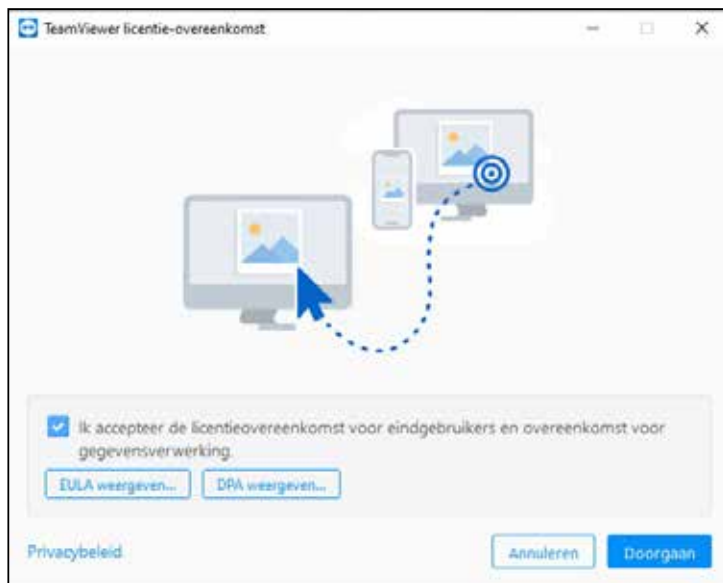 TeamViewer licentie-overeenkomst
Ik accepteer de licentieovereenkomst voor eindgebruikers en overeenkomst voor
gegevensverwerking.
EULA weergeven...
DPA weergeven...
Privacybeleid
Annuleren
Doorgaan